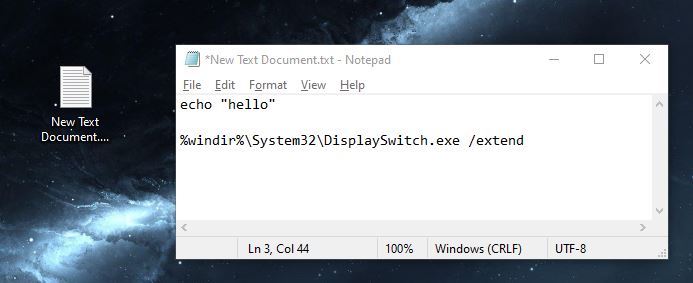 *New Text Document.txt - Notepad
File Edit Format View Help
echo "hello"
%windir%\System32\DisplaySwitch.exe /extend
New Text
Document....
Ln 3, Col 44 100% Windows (CRLF) UTF-8